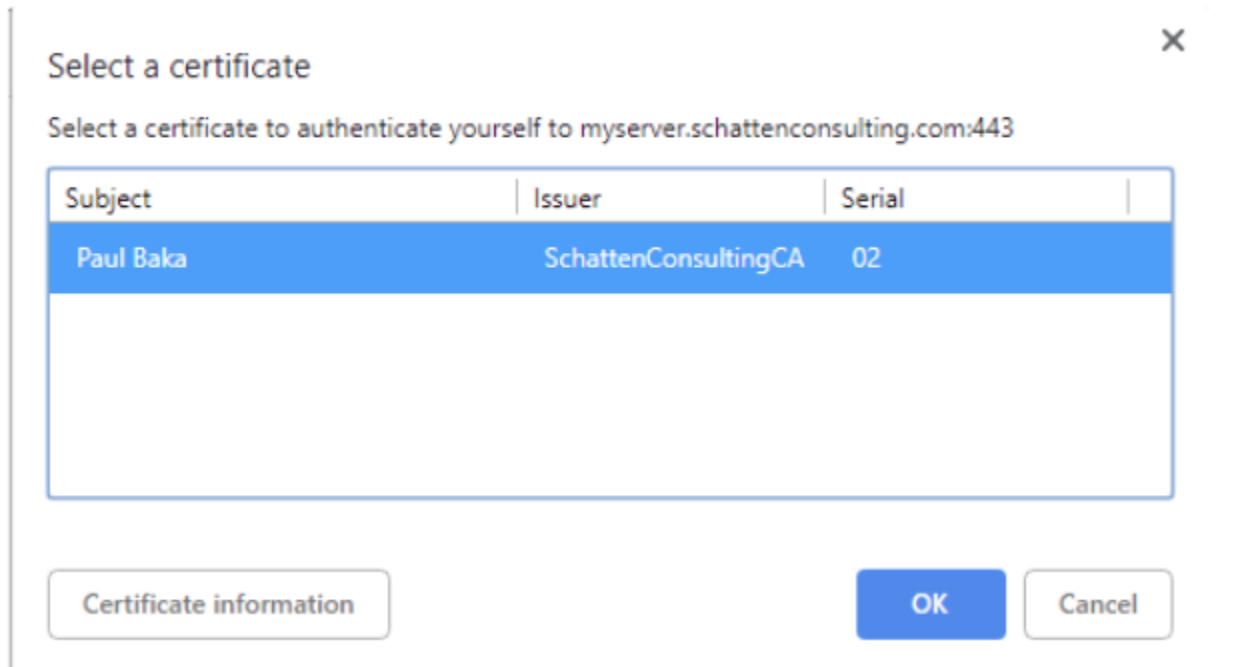 Select a certificate
Select a certificate to authenticate yourself to myserver.schattenconsulting.com:443
Subject Issuer Serial
Paul Baka SchattenConsultingCA 02
Certificate information OK Cancel